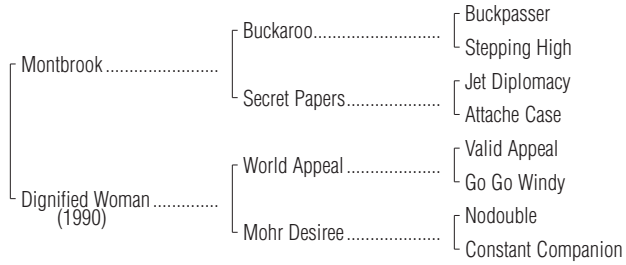 Buckpasser
Buckaroo
Stepping High
Montbrook
Jet Diplomacy
Secret Papers
Attache Case
Valid Appeal
World Appeal
Go Go Windy
Dignified Woman
(1990)
Nodouble
Mohr Desiree
Constant Companion